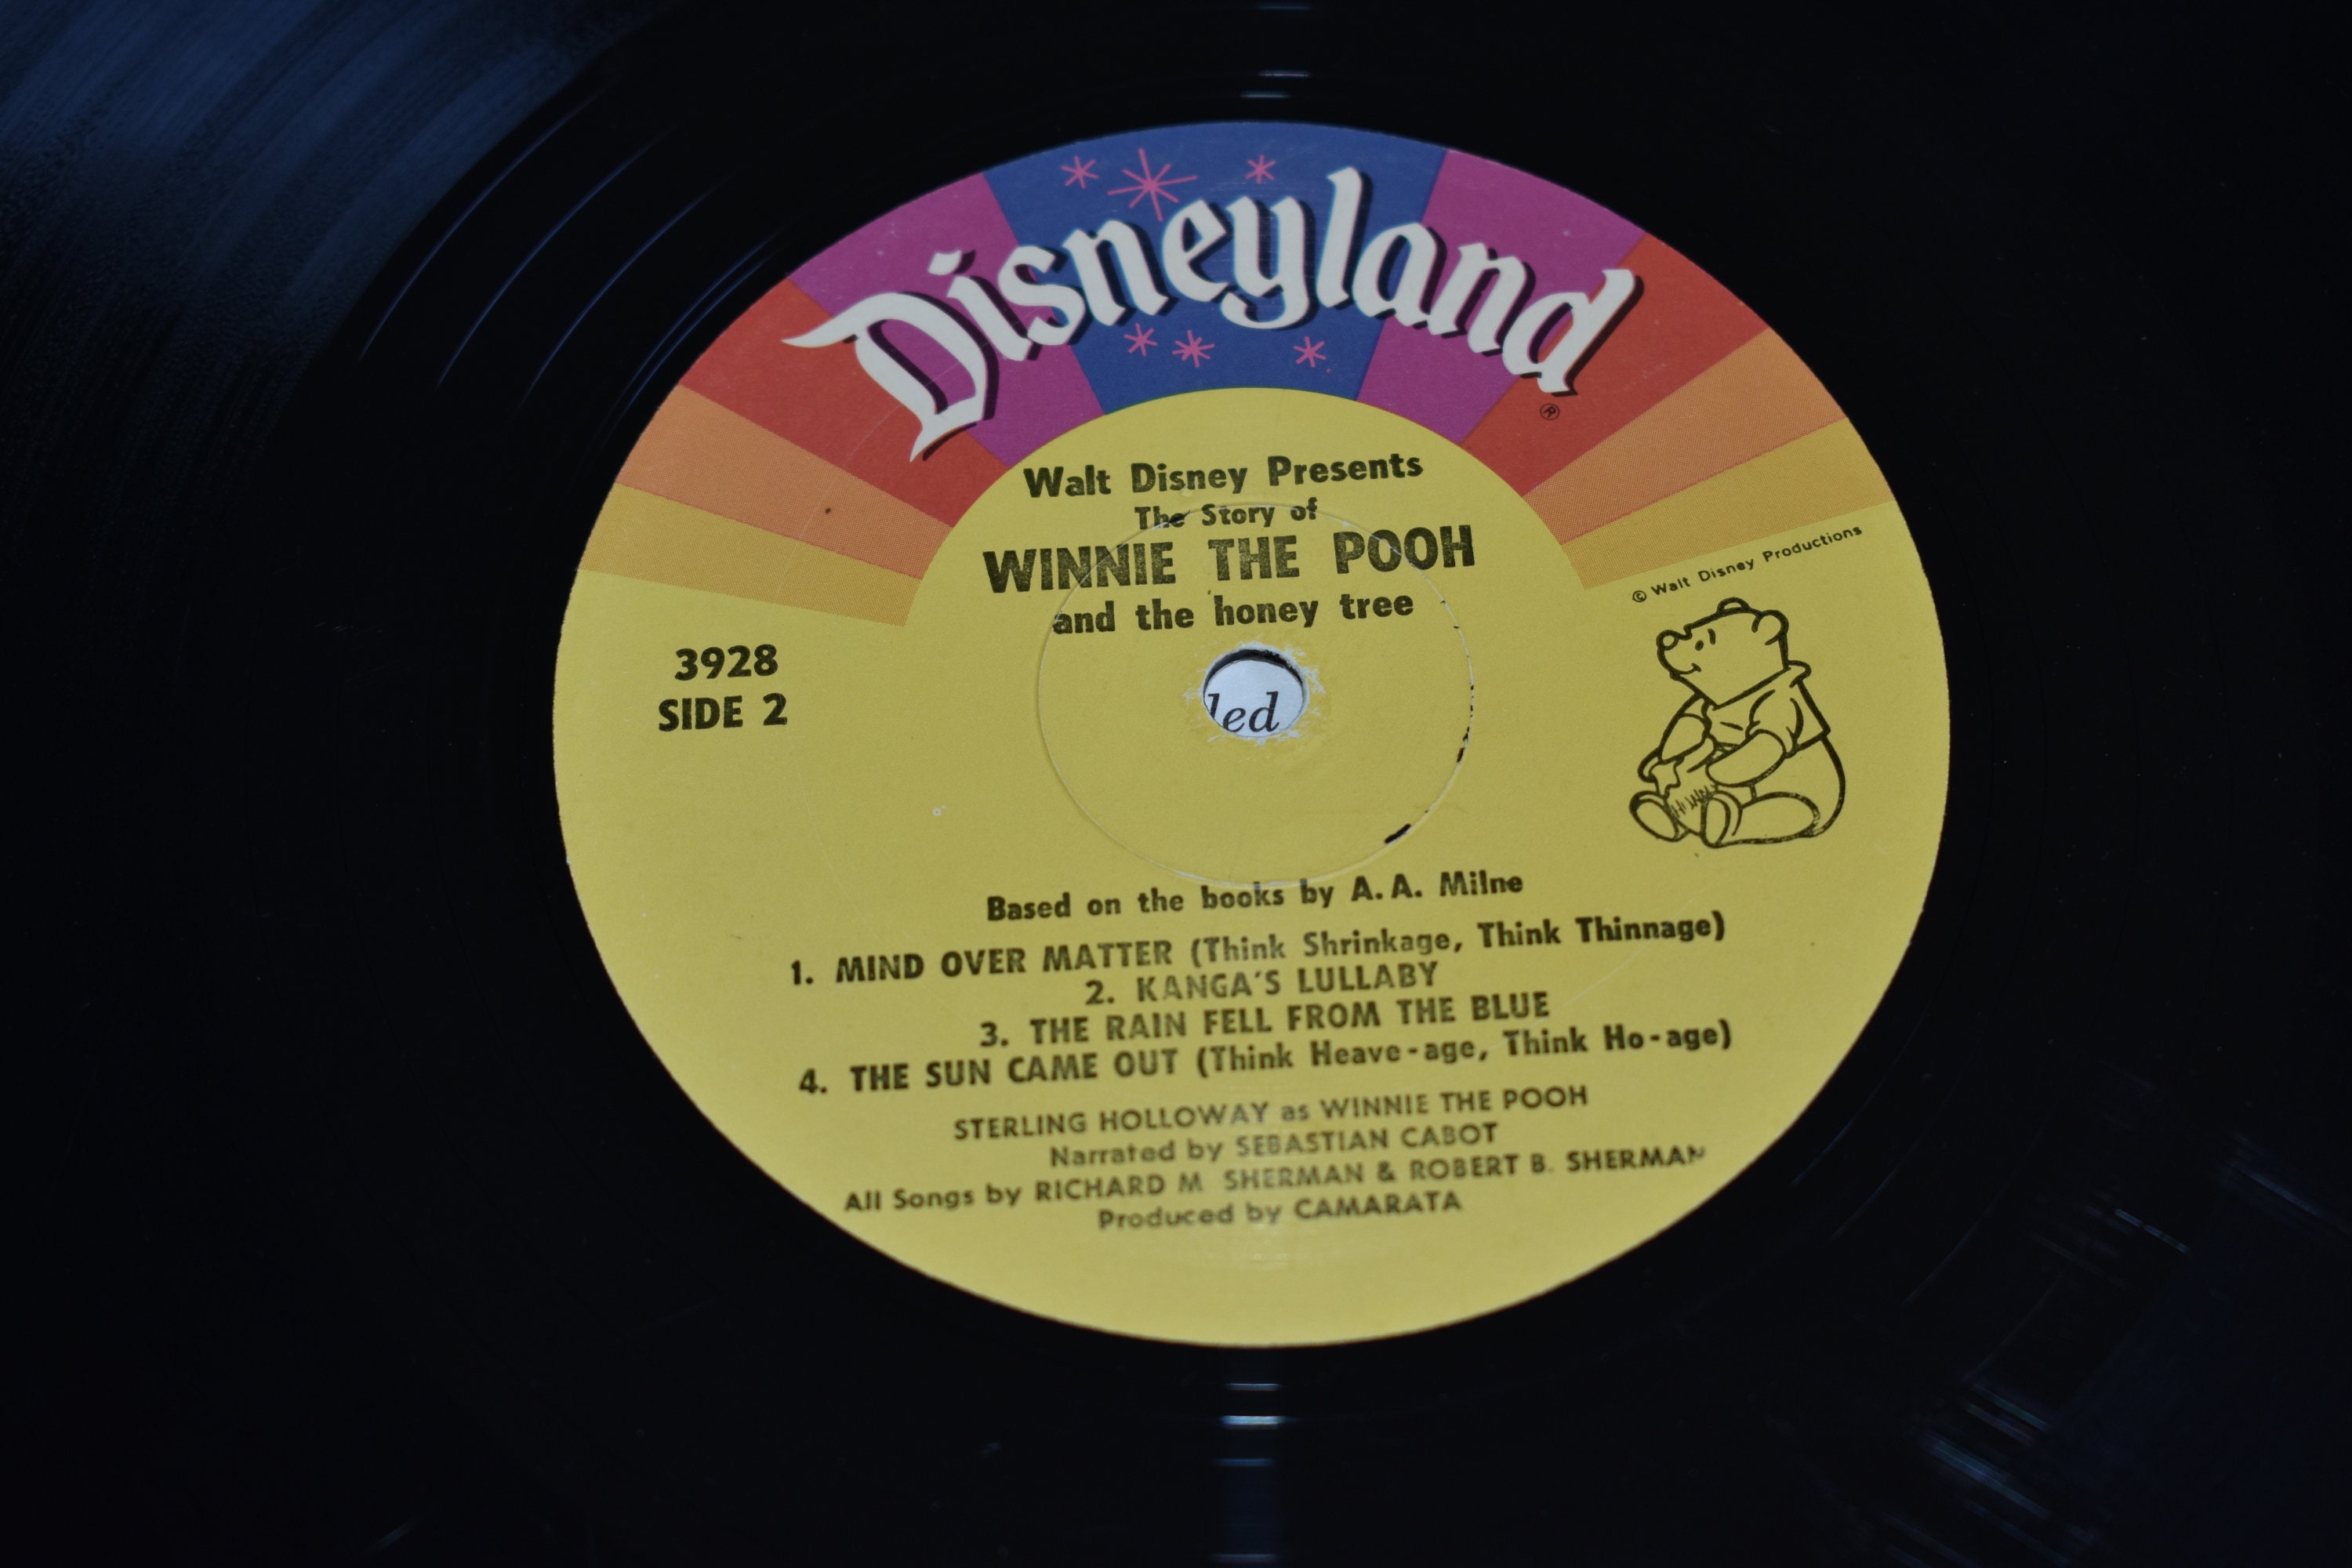 Disneyland
®
Walt Disney Presents
The Story of
WINNIE THE POOH
and the honey tree
© Walt Disney Productions
3928
SIDE 2
led
HUNNY
Based on the books by A. A. Milne
1. MIND OVER MATTER (Think Shrinkage, Think Thinnage)
2. KANGA'S LULLABY
3. THE RAIN FELL FROM THE BLUE
4. THE SUN CAME OUT (Think Heave-age, Think Ho-age)
STERLING HOLLOWAY as WINNIE THE POOH
Narrated by SEBASTIAN CABOT
All Songs by RICHARD M. SHERMAN & ROBERT B. SHERMAN
Produced by CAMARATA